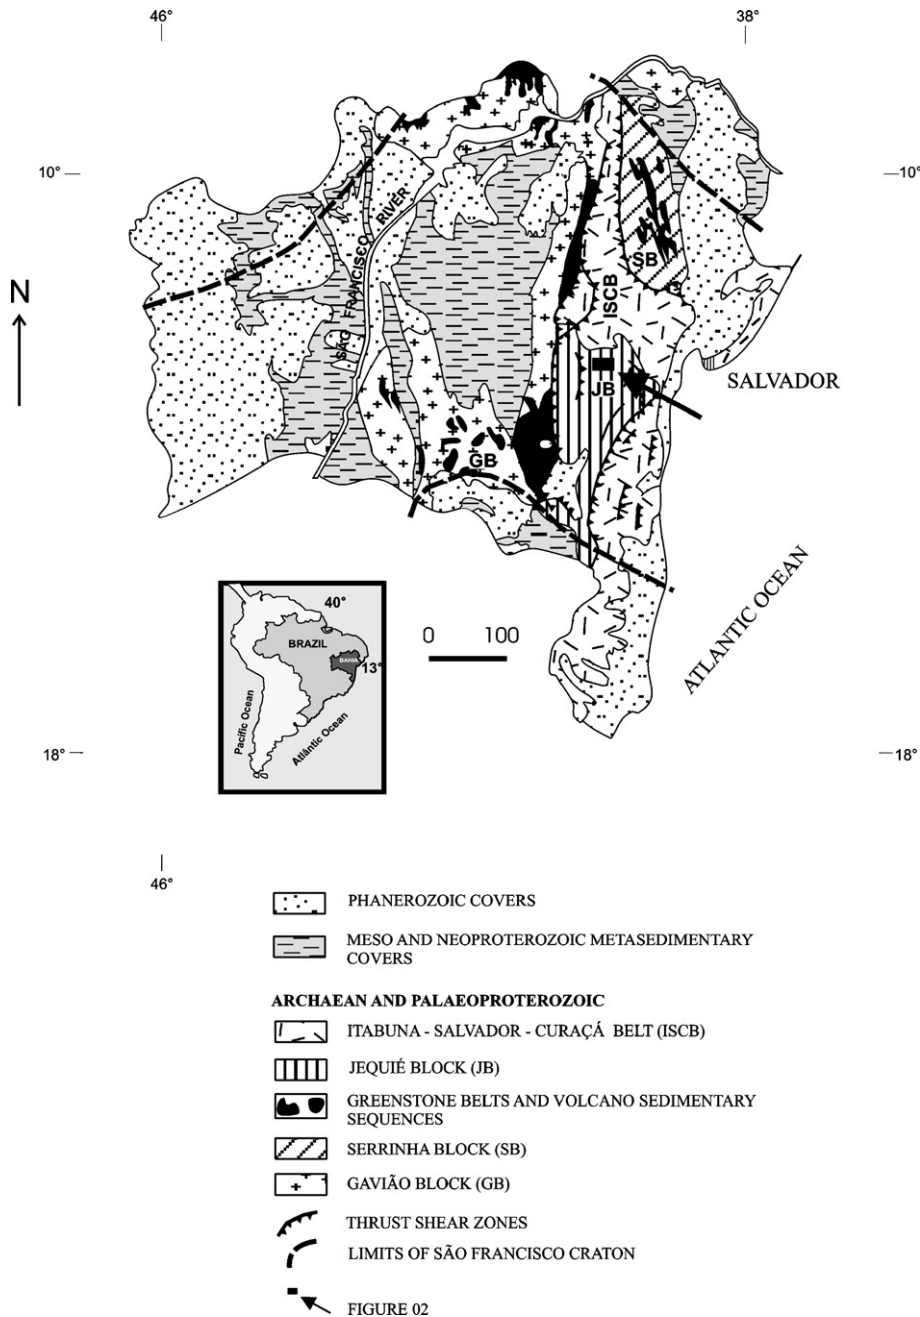 46°
38°
10°
10°
N
SÃO FRANCISCO RIVER
SB
ISCB
JB
GB
SALVADOR
ATLANTIC OCEAN
0 100
40°
BRAZIL
BAHIA
13°
Pacific Ocean
Atlântic Ocean
18°
18°
46°
PHANEROZOIC COVERS
MESO AND NEOPROTEROZOIC METASEDIMENTARY
COVERS
ARCHAEAN AND PALAEOPROTEROZOIC
ITABUNA - SALVADOR - CURAÇÁ BELT (ISCB)
JEQUIÉ BLOCK (JB)
GREENSTONE BELTS AND VOLCANO SEDIMENTARY
SEQUENCES
SERRINHA BLOCK (SB)
GAVIÃO BLOCK (GB)
THRUST SHEAR ZONES
LIMITS OF SÃO FRANCISCO CRATON
FIGURE 02